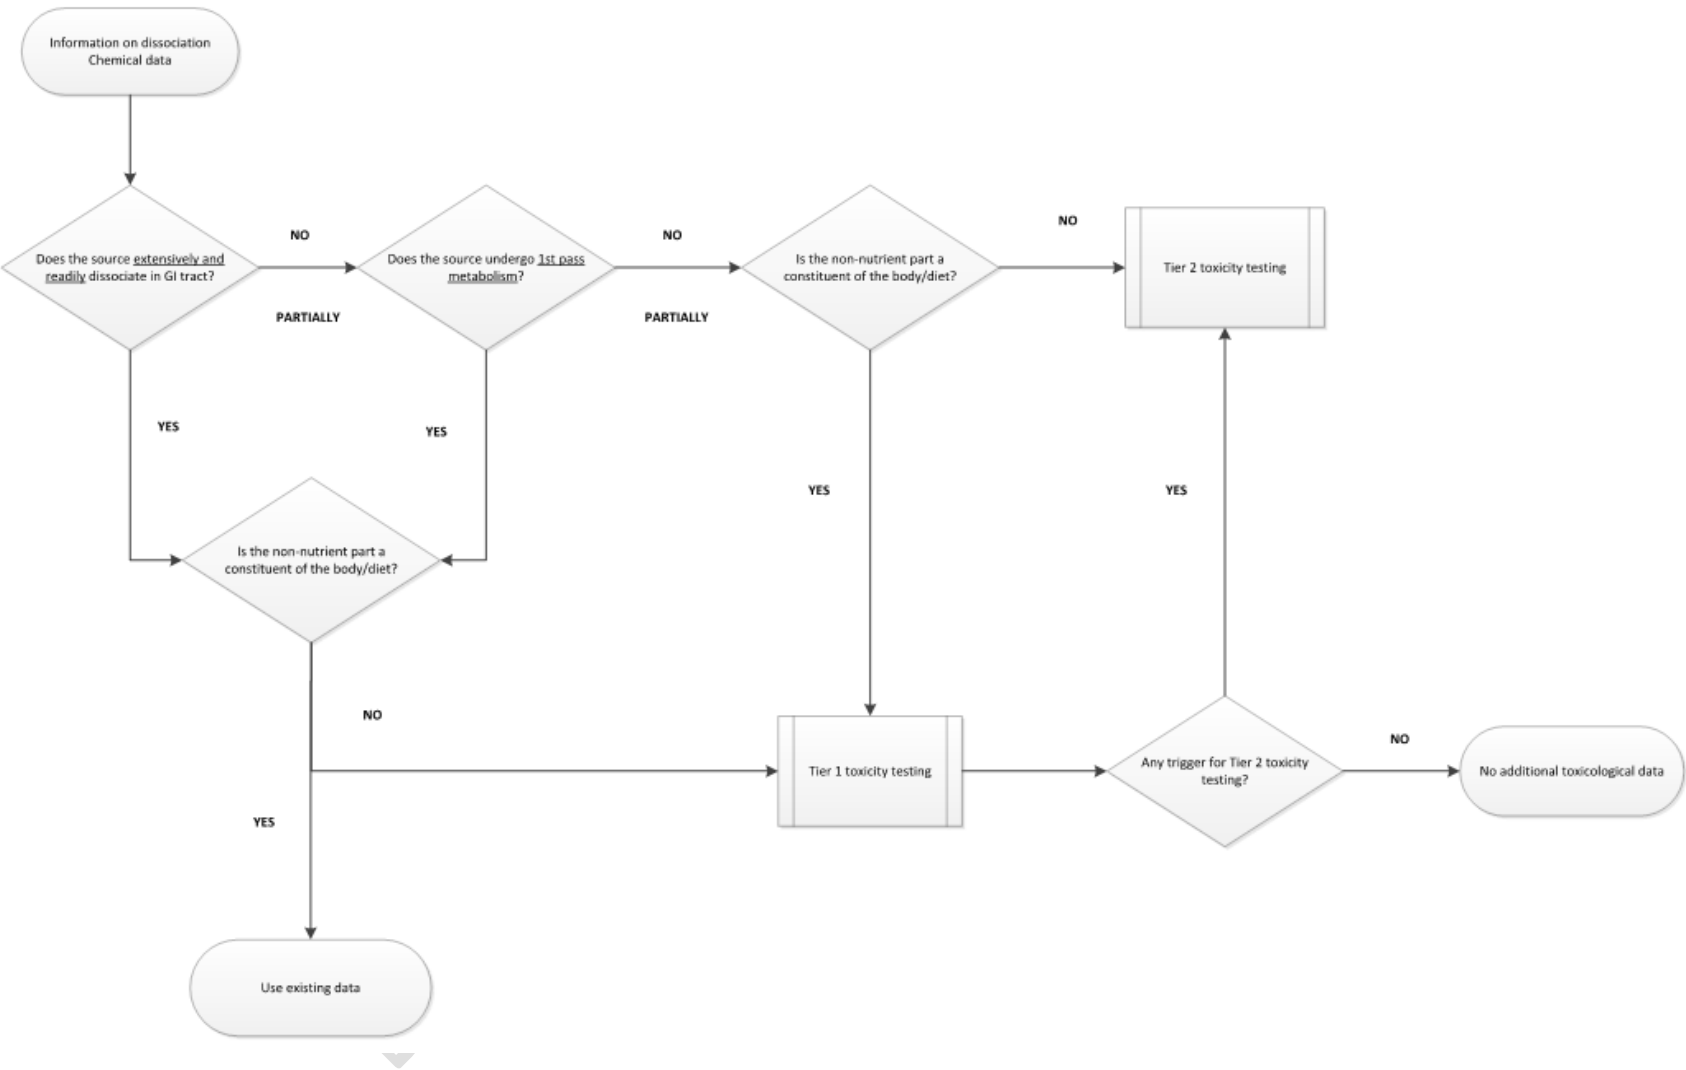 Information on dissociation
Chemical data
NO
NO
NO
Does the source extensively and
readily dissociate in GI tract?
Does the source undergo 1st pass
metabolism?
Is the non-nutrient part a
constituent of the body/diet?
Tier 2 toxicity testing
PARTIALLY
PARTIALLY
YES
YES
YES
YES
Is the non-nutrient part a
constituent of the body/diet?
NO
NO
Tier 1 toxicity testing
Any trigger for Tier 2 toxicity
testing?
No additional toxicological data
YES
Use existing data